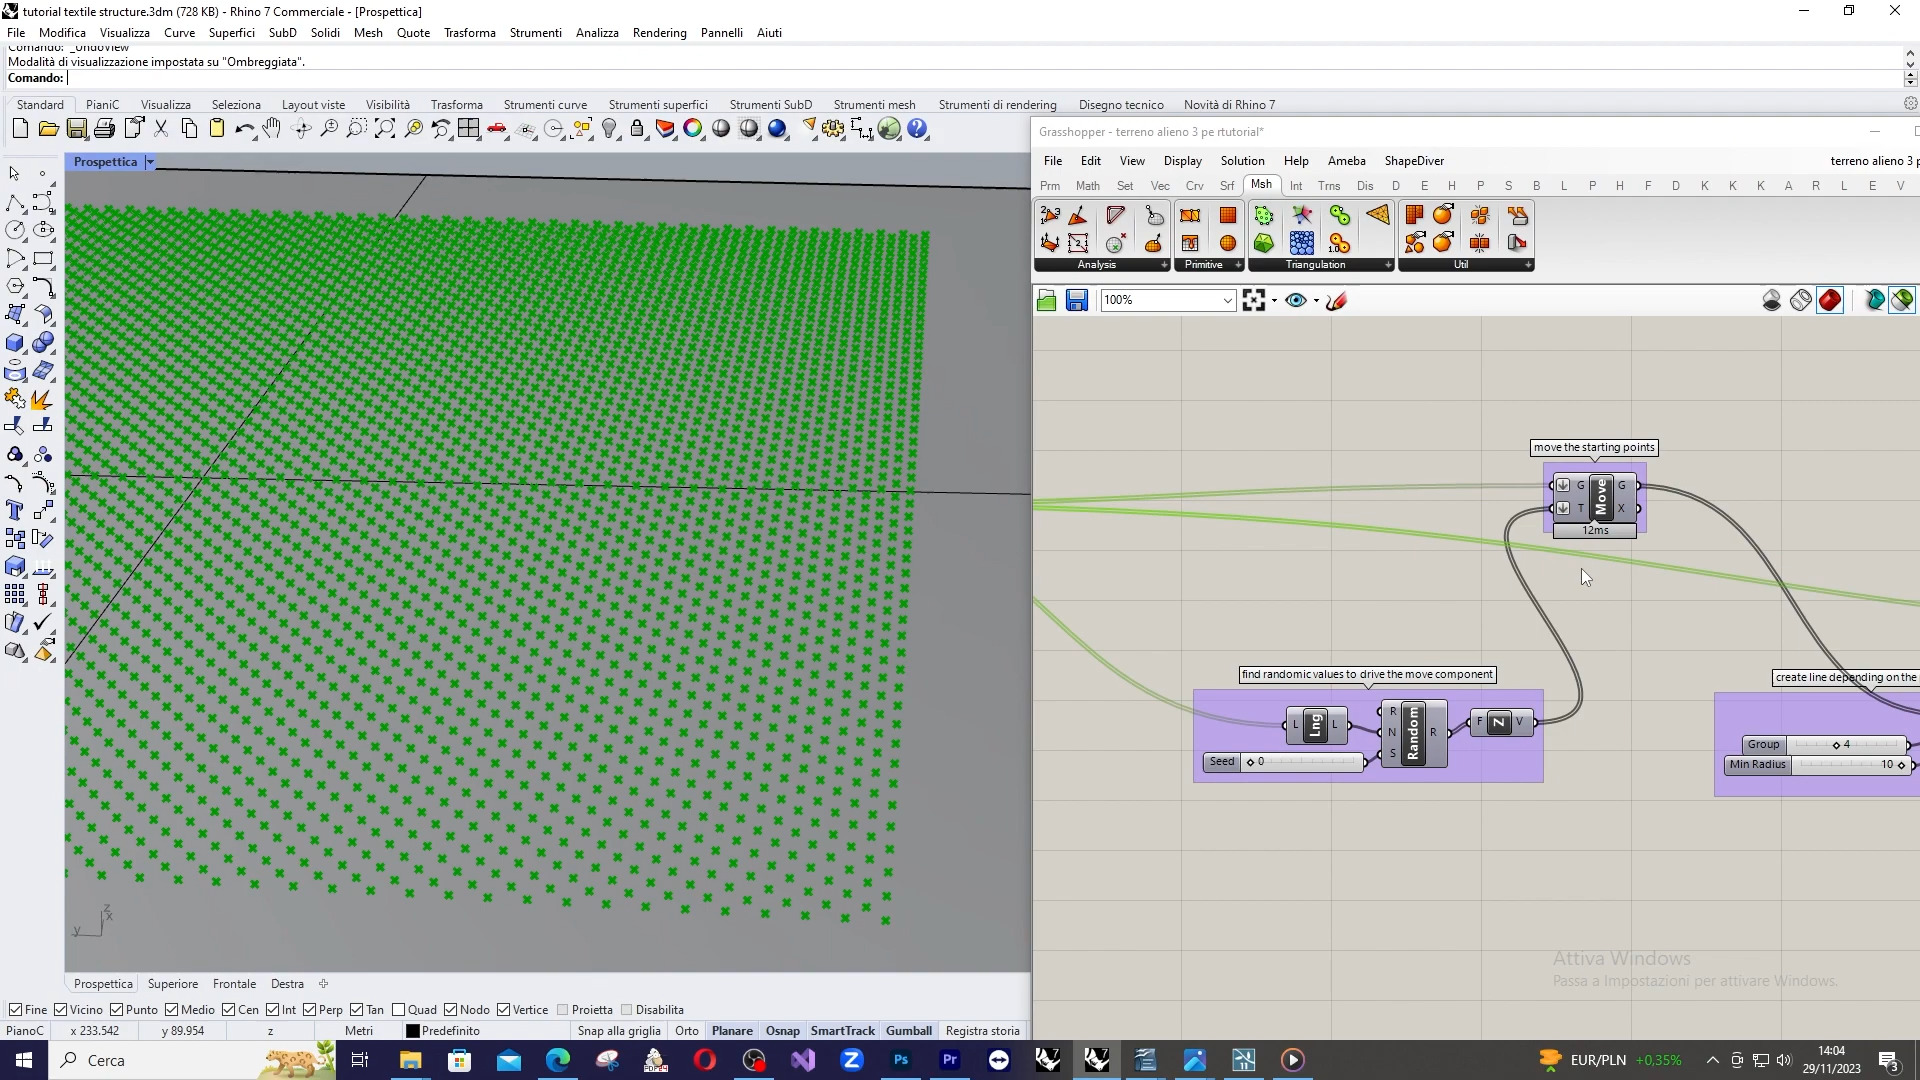 tutorial textile structure.3dm (728 KB) - Rhino 7 Commerciale - [Prospettica]
File Modifica Visualizza Curve Superfici SubD Solidi Mesh Quote Trasforma Strumenti Analizza Rendering Pannelli Aiuti
Comando: _UndoView
Modalità di visualizzazione impostata su "Ombreggiata".
Comando:
Standard PianiC Visualizza Seleziona Layout viste Visibilità Trasforma Strumenti curve Strumenti superfici Strumenti SubD Strumenti mesh Strumenti di rendering Disegno tecnico Novità di Rhino 7
Prospettica
Grasshopper - terreno alieno 3 pe rtutorial*
File Edit View Display Solution Help Ameba ShapeDiver terreno alieno 3 p
Prm Math Set Vec Crv Srf Msh Int Trns Dis D E H P S B L P H F D K K K A R L E V
Analysis Primitive Triangulation Util
100%
move the starting points
G Move G
T X
12ms
find randomic values to drive the move component
create line depending on the
L Lng L
R N S Random R
F Z V
Seed 0
Group 4
Min Radius 10
z
x
y
Attiva Windows
Passa a Impostazioni per attivare Windows.
Prospettica Superiore Frontale Destra
Fine Vicino Punto Medio Cen Int Perp Tan Quad Nodo Vertice Proietta Disabilita
PianoC x 233.542 y 89.954 z Metri Predefinito Snap alla griglia Orto Planare Osnap SmartTrack Gumball Registra storia
Cerca
EUR/PLN +0,35%
14:04
29/11/2023
3